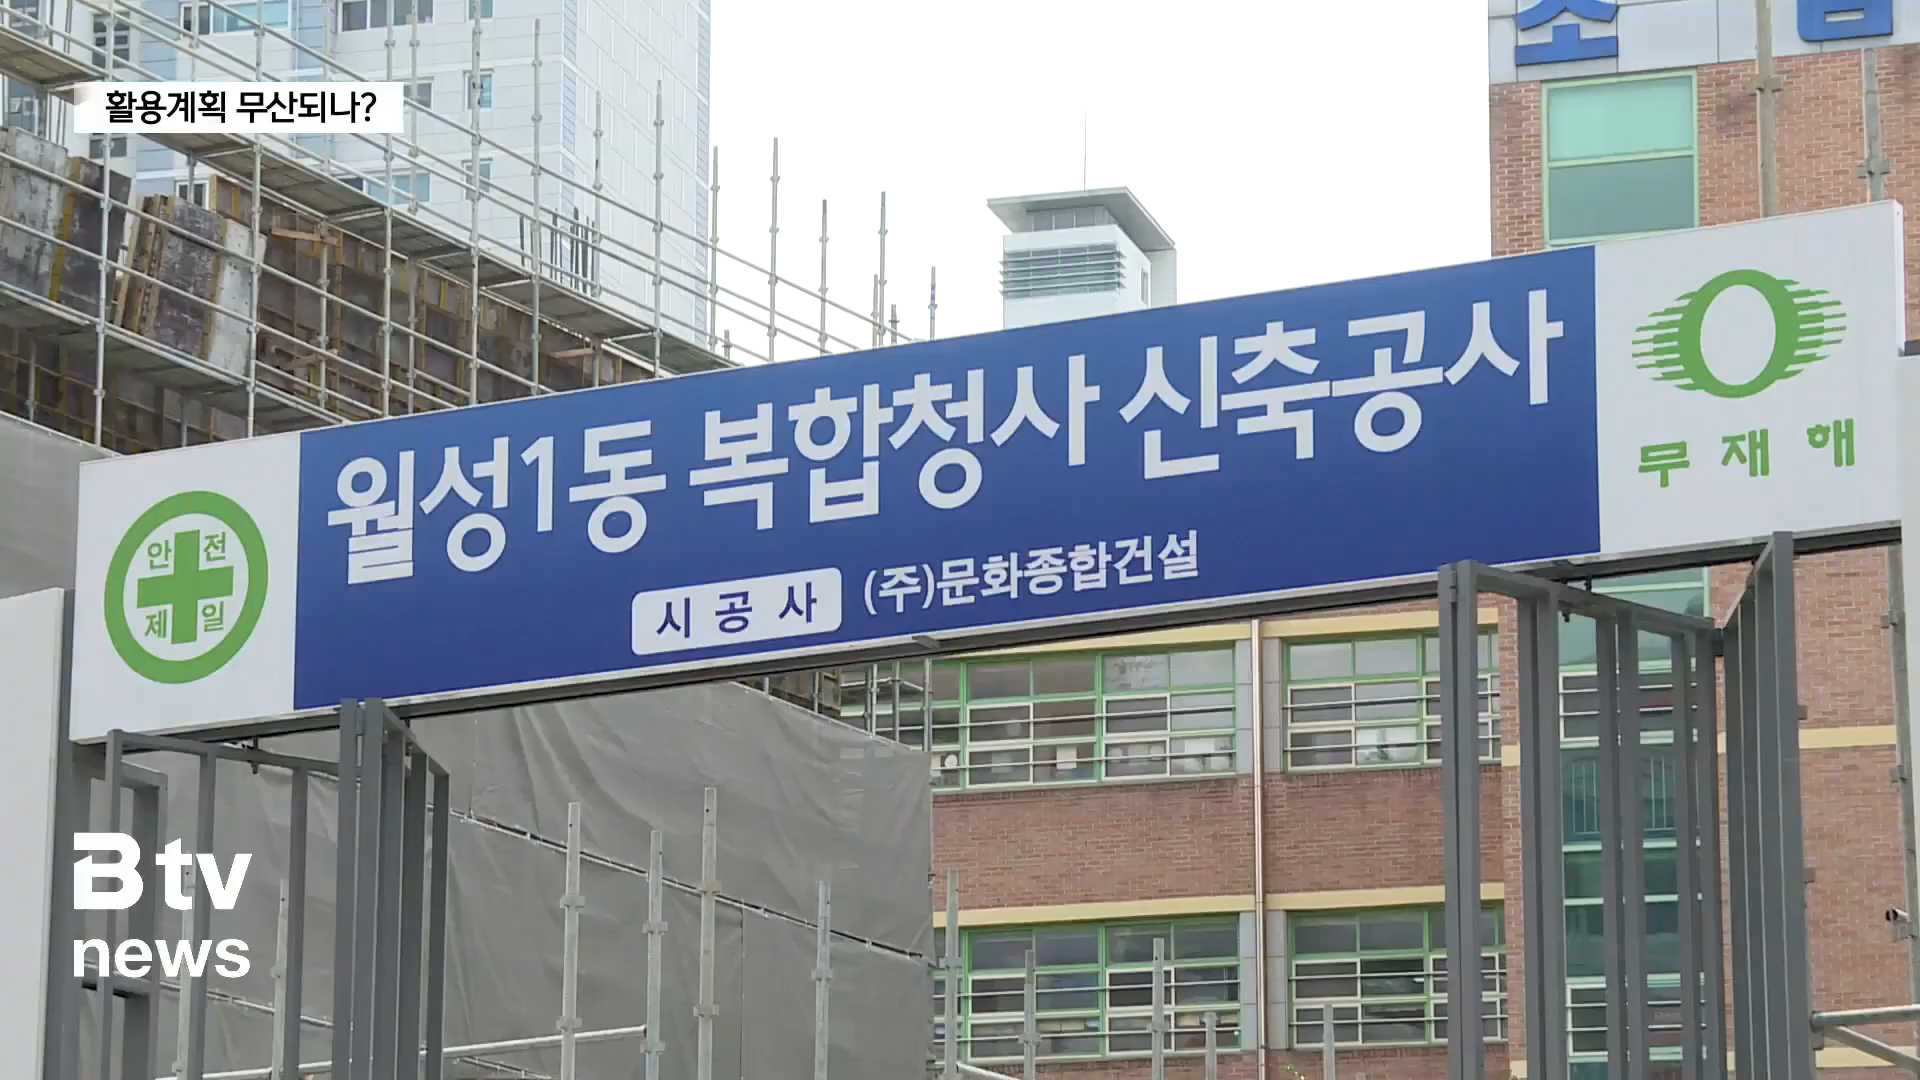 활용계획 무산되나?
소
월성1동 복합청사 신축공사
시 공 사 (주)문화종합건설
안 전
제 일
무 재 해
B tv
news